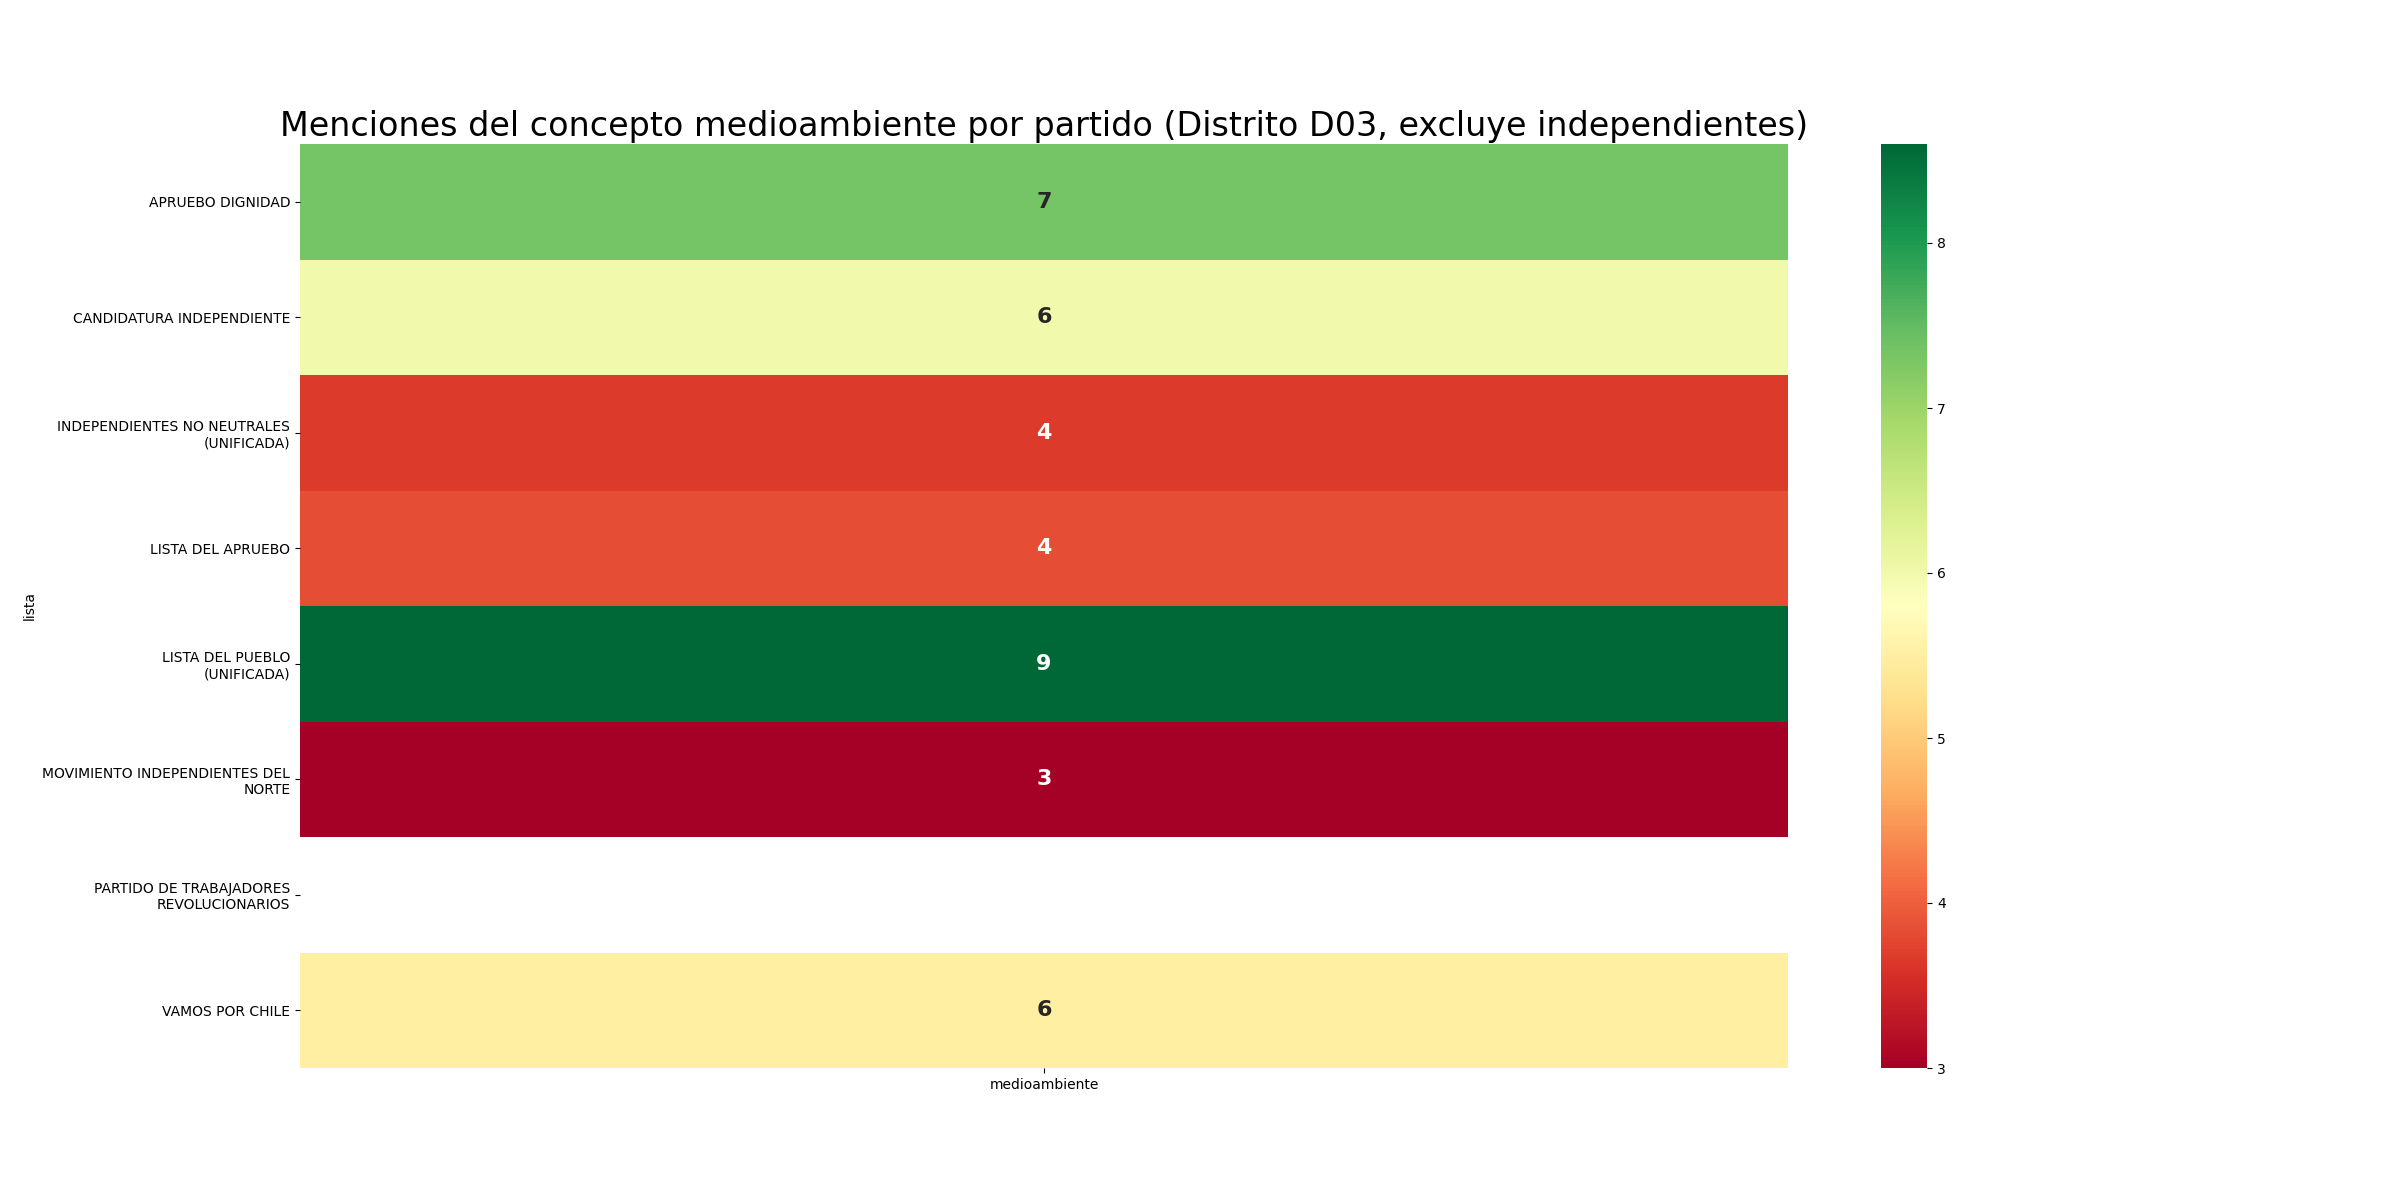 Menciones del concepto medioambiente por partido (Distrito D03, excluye independientes)
lista
APRUEBO DIGNIDAD
7
CANDIDATURA INDEPENDIENTE
6
INDEPENDIENTES NO NEUTRALES
(UNIFICADA)
4
LISTA DEL APRUEBO
4
LISTA DEL PUEBLO
(UNIFICADA)
9
MOVIMIENTO INDEPENDIENTES DEL
NORTE
3
PARTIDO DE TRABAJADORES
REVOLUCIONARIOS
VAMOS POR CHILE
6
medioambiente
8
7
6
5
4
3